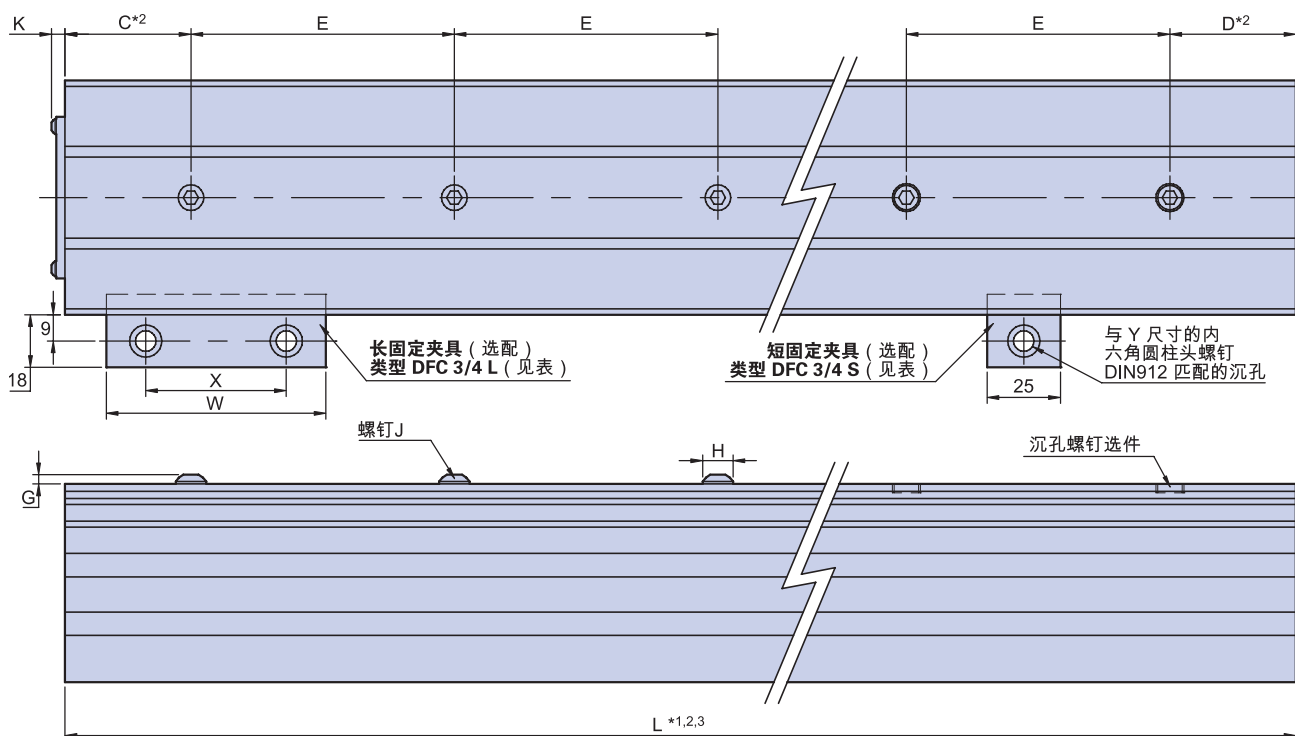 K
C*2
E
E
E
D*2
9
18
X
W
长固定夹具（选配）
类型 DFC 3/4 L（见表）
短固定夹具（选配）
类型 DFC 3/4 S（见表）
25
与 Y 尺寸的内
六角圆柱头螺钉
DIN912 匹配的沉孔
螺钉J
H
沉孔螺钉选件
G
L *1,2,3